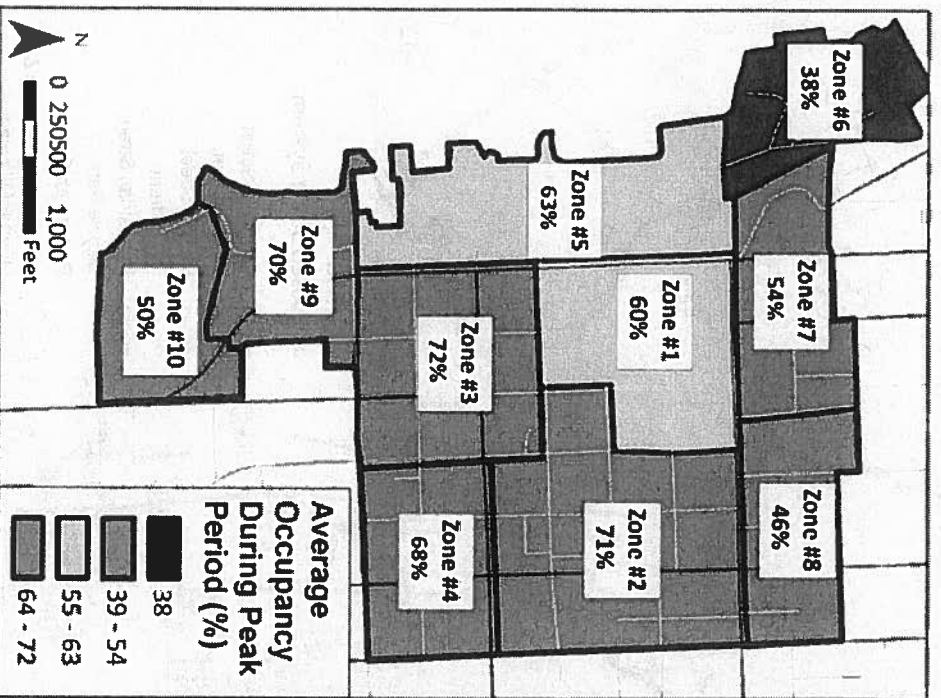 Zone #6
38%
Zone #7
54%
Zonc #8
46%
Zone #1
60%
Zonc #2
71%
Zone #5
63%
Zone #3
72%
Zone #4
68%
Zone #9
70%
Zone #10
50%
Average
Occupancy
During Peak
Period (%)
38
39 - 54
55 - 63
64 - 72
N
0 250500 1,000
Feet